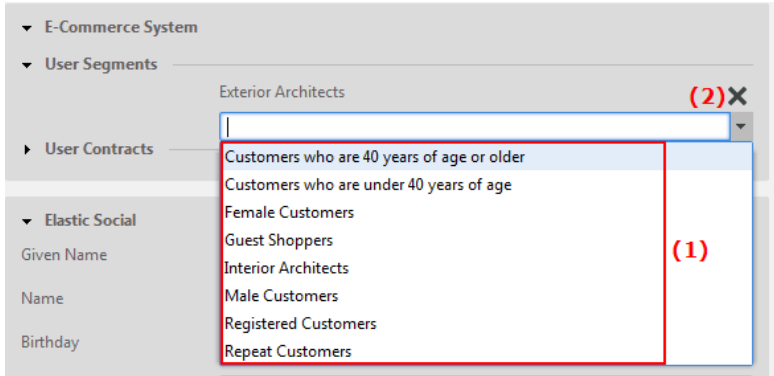 E-Commerce System
User Segments
Exterior Architects
(2)
User Contracts
Customers who are 40 years of age or older
Customers who are under 40 years of age
Female Customers
Guest Shoppers
Interior Architects
Male Customers
Registered Customers
Repeat Customers
(1)
Elastic Social
Given Name
Name
Birthday